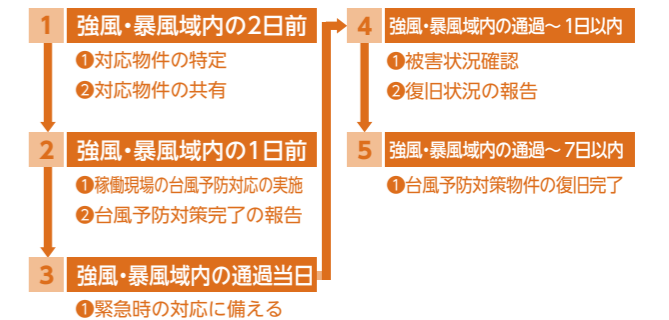 1 強風・暴風域内の2日前
❶対応物件の特定
❷対応物件の共有
2 強風・暴風域内の1日前
❶稼働現場の台風予防対応の実施
❷台風予防対策完了の報告
3 強風・暴風域内の通過当日
❶緊急時の対応に備える
4 強風・暴風域内の通過〜1日以内
❶被害状況確認
❷復旧状況の報告
5 強風・暴風域内の通過〜7日以内
❶台風予防対策物件の復旧完了